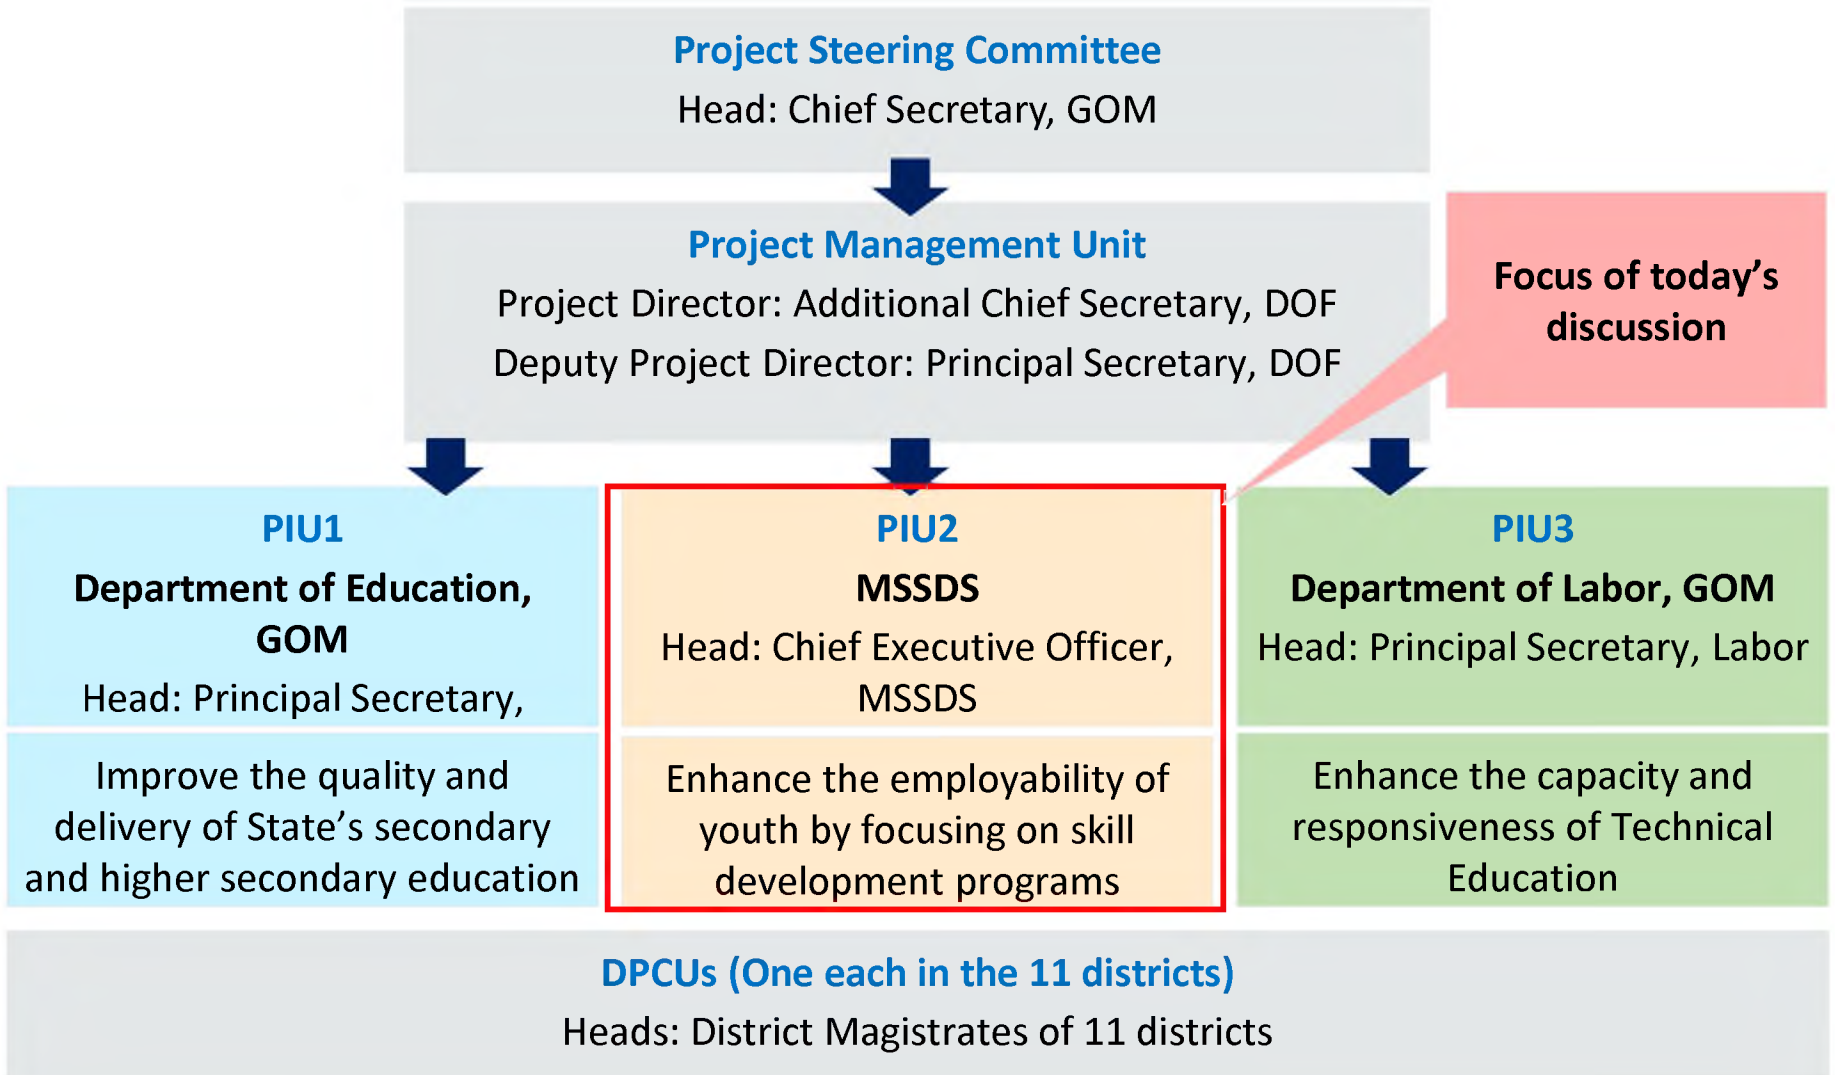 Project Steering Committee
Head: Chief Secretary, GOM
Project Management Unit
Project Director: Additional Chief Secretary, DOF
Deputy Project Director: Principal Secretary, DOF
Focus of today’s
discussion
PIU1
Department of Education,
GOM
Head: Principal Secretary,
Improve the quality and
delivery of State’s secondary
and higher secondary education
PIU2
MSSDS
Head: Chief Executive Officer,
MSSDS
Enhance the employability of
youth by focusing on skill
development programs
PIU3
Department of Labor, GOM
Head: Principal Secretary, Labor
Enhance the capacity and
responsiveness of Technical
Education
DPCUs (One each in the 11 districts)
Heads: District Magistrates of 11 districts